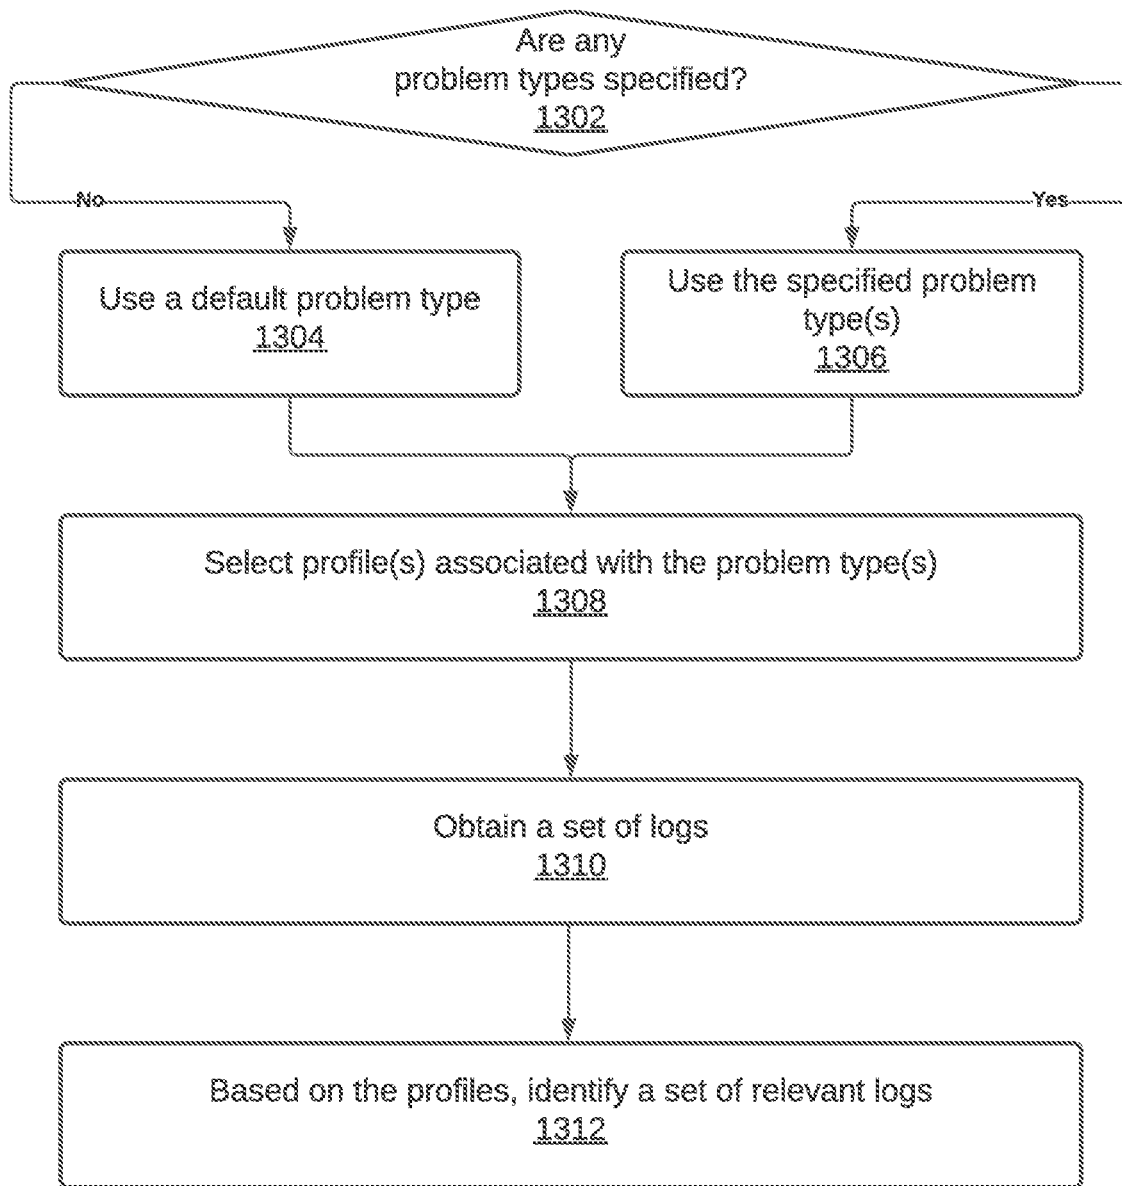 Are any
problem types specified?
1302
No
Yes
Use a default problem type
1304
Use the specified problem
type(s)
1306
Select profile(s) associated with the problem type(s)
1308
Obtain a set of logs
1310
Based on the profiles, identify a set of relevant logs
1312